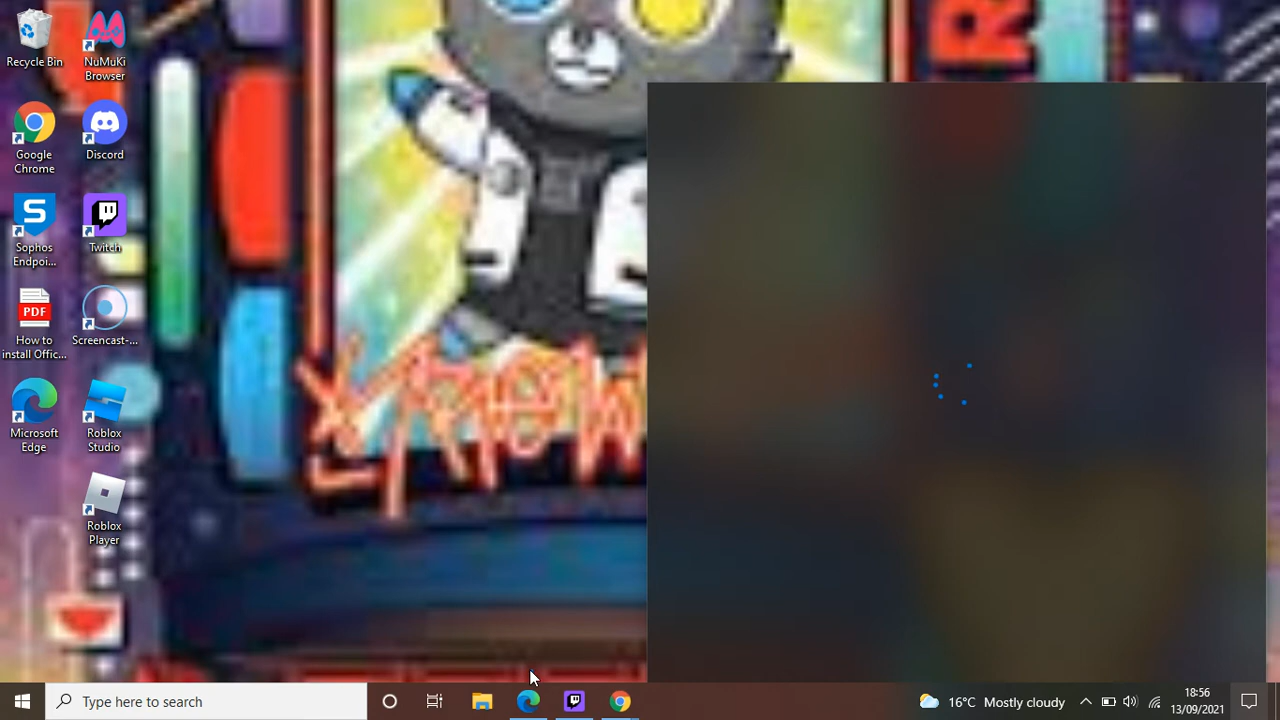 Recycle Bin
NuMuKi
Browser
Google
Chrome
Discord
Sophos
Endpoi...
Twitch
PDF
How to
install Offic...
Screencast-...
Microsoft
Edge
Roblox
Studio
Roblox
Player
R
Type here to search
16°C Mostly cloudy
18:56
13/09/2021